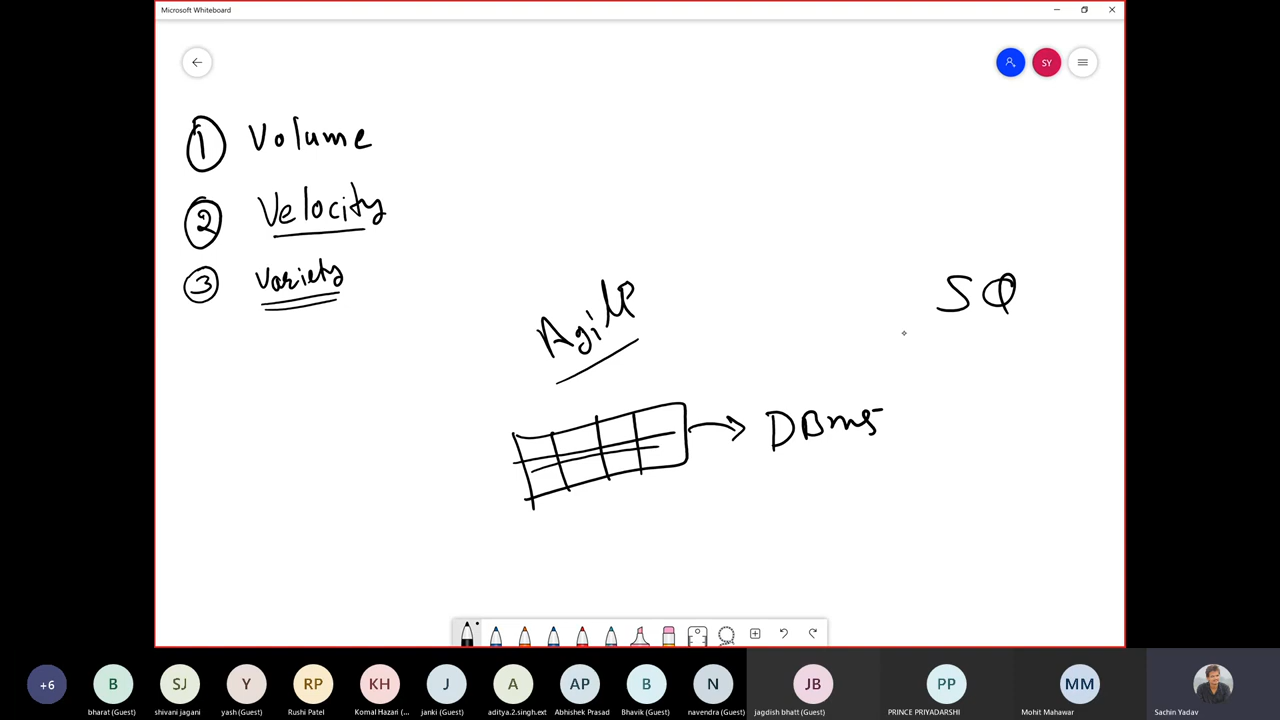 Microsoft Whiteboard
SY
1 Volume
2 Velocity
3 Variety
Agile
SQ
DBMS
+6
B
SJ
Y
RP
KH
J
A
AP
B
N
JB
PP
MM
bharat (Guest)
shivani jagani
yash (Guest)
Rushi Patel
Komal Hazari (...
janki (Guest)
aditya.2.singh.ext
Abhishek Prasad
Bhavik (Guest)
navendra (Guest)
jagdish bhatt (Guest)
PRINCE PRIYADARSHI
Mohit Mahawar
Sachin Yadav